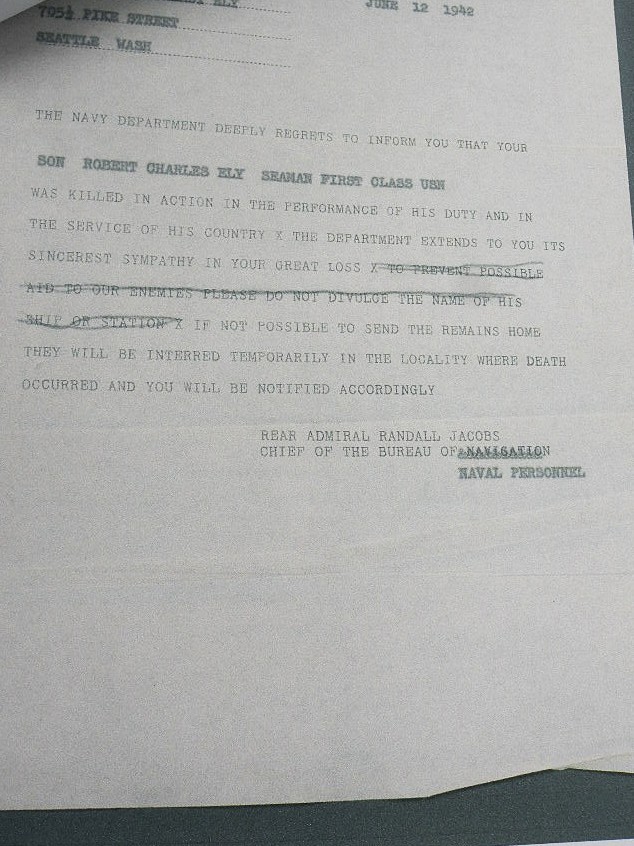 ELY
JUNE 12 1942
705½ PIKE STREET
SEATTLE WASH
THE NAVY DEPARTMENT DEEPLY REGRETS TO INFORM YOU THAT YOUR
SON ROBERT CHARLES ELY SEAMAN FIRST CLASS USN
WAS KILLED IN ACTION IN THE PERFORMANCE OF HIS DUTY AND IN
THE SERVICE OF HIS COUNTRY X THE DEPARTMENT EXTENDS TO YOU ITS
SINCEREST SYMPATHY IN YOUR GREAT LOSS X TO PREVENT POSSIBLE
AID TO OUR ENEMIES PLEASE DO NOT DIVULGE THE NAME OF HIS
SHIP OR STATION X IF NOT POSSIBLE TO SEND THE REMAINS HOME
THEY WILL BE INTERRED TEMPORARILY IN THE LOCALITY WHERE DEATH
OCCURRED AND YOU WILL BE NOTIFIED ACCORDINGLY
REAR ADMIRAL RANDALL JACOBS
CHIEF OF THE BUREAU OF NAVIGATION
NAVAL PERSONNEL